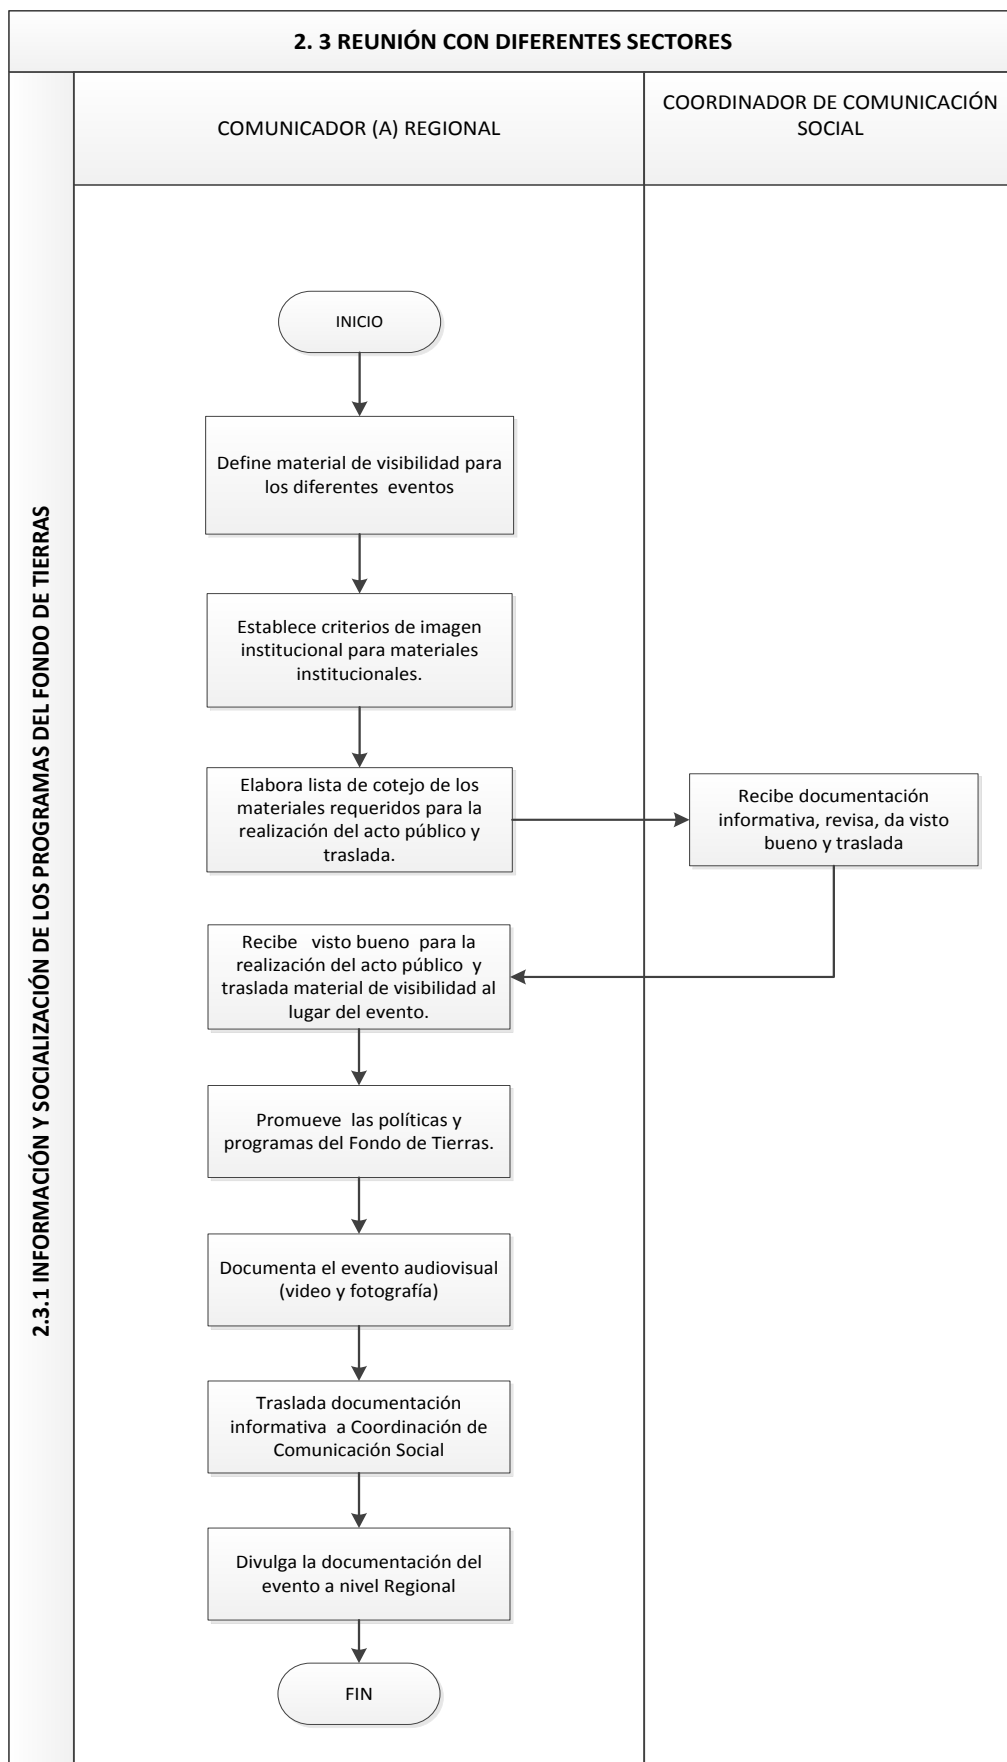 2. 3 REUNIÓN CON DIFERENTES SECTORES
COMUNICADOR (A) REGIONAL
COORDINADOR DE COMUNICACIÓN
SOCIAL
2.3.1 INFORMACIÓN Y SOCIALIZACIÓN DE LOS PROGRAMAS DEL FONDO DE TIERRAS
INICIO
Define material de visibilidad para
los diferentes eventos
Establece criterios de imagen
institucional para materiales
institucionales.
Elabora lista de cotejo de los
materiales requeridos para la
realización del acto público y
traslada.
Recibe documentación
informativa, revisa, da visto
bueno y traslada
Recibe visto bueno para la
realización del acto público y
traslada material de visibilidad al
lugar del evento.
Promueve las políticas y
programas del Fondo de Tierras.
Documenta el evento audiovisual
(video y fotografía)
Traslada documentación
informativa a Coordinación de
Comunicación Social
Divulga la documentación del
evento a nivel Regional
FIN